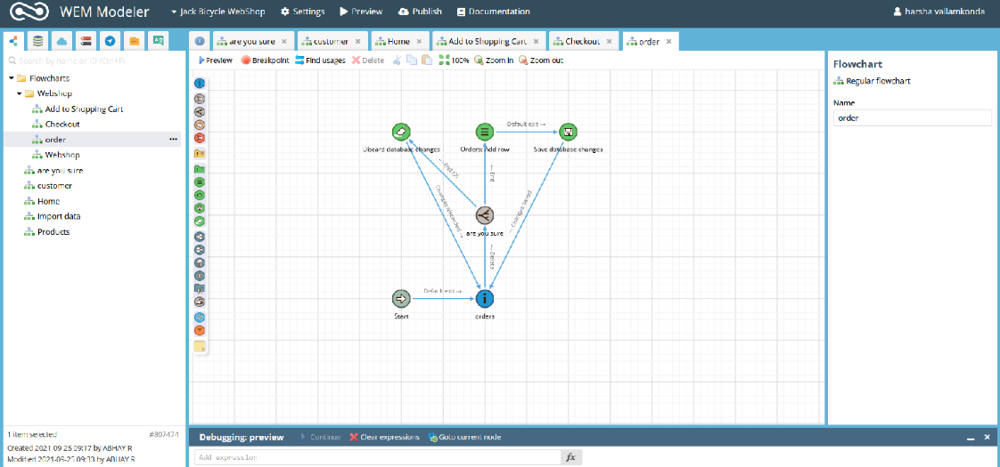 WEM Modeler
Jack Bicycle WebShop
Settings
Preview
Publish
Documentation
harsha vallamkonda
are you sure
customer
Home
Add to Shopping Cart
Checkout
order
Search by name or ID (Ctrl+F)
Preview
Breakpoint
Find usages
Delete
100%
Zoom in
Zoom out
Flowcharts
Webshop
Add to Shopping Cart
Checkout
order
Webshop
are you sure
customer
Home
Import data
Products
Default exit →
Discard database changes
Orders: Add row
Save database changes
← End (2)
← End
Changes discarded →
← Changes saved
are you sure
← Delete
Default exit →
Start
orders
Flowchart
Regular flowchart
Name
order
1 item selected
#807474
Created 2021-09-25 09:17 by ABHAY R
Modified 2021-09-25 09:33 by ABHAY R
Debugging: preview
Continue
Clear expressions
Goto current node
Add expression
fx